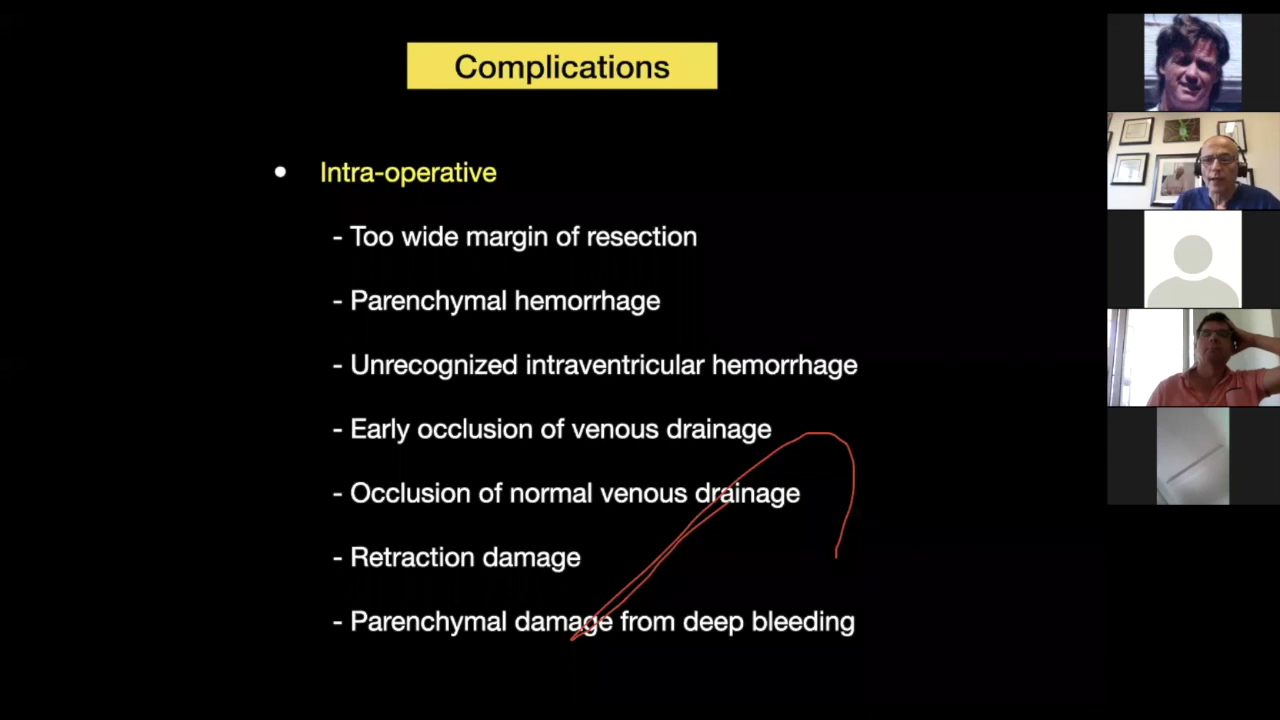 Complications
• Intra-operative
- Too wide margin of resection
- Parenchymal hemorrhage
- Unrecognized intraventricular hemorrhage
- Early occlusion of venous drainage
- Occlusion of normal venous drainage
- Retraction damage
- Parenchymal damage from deep bleeding